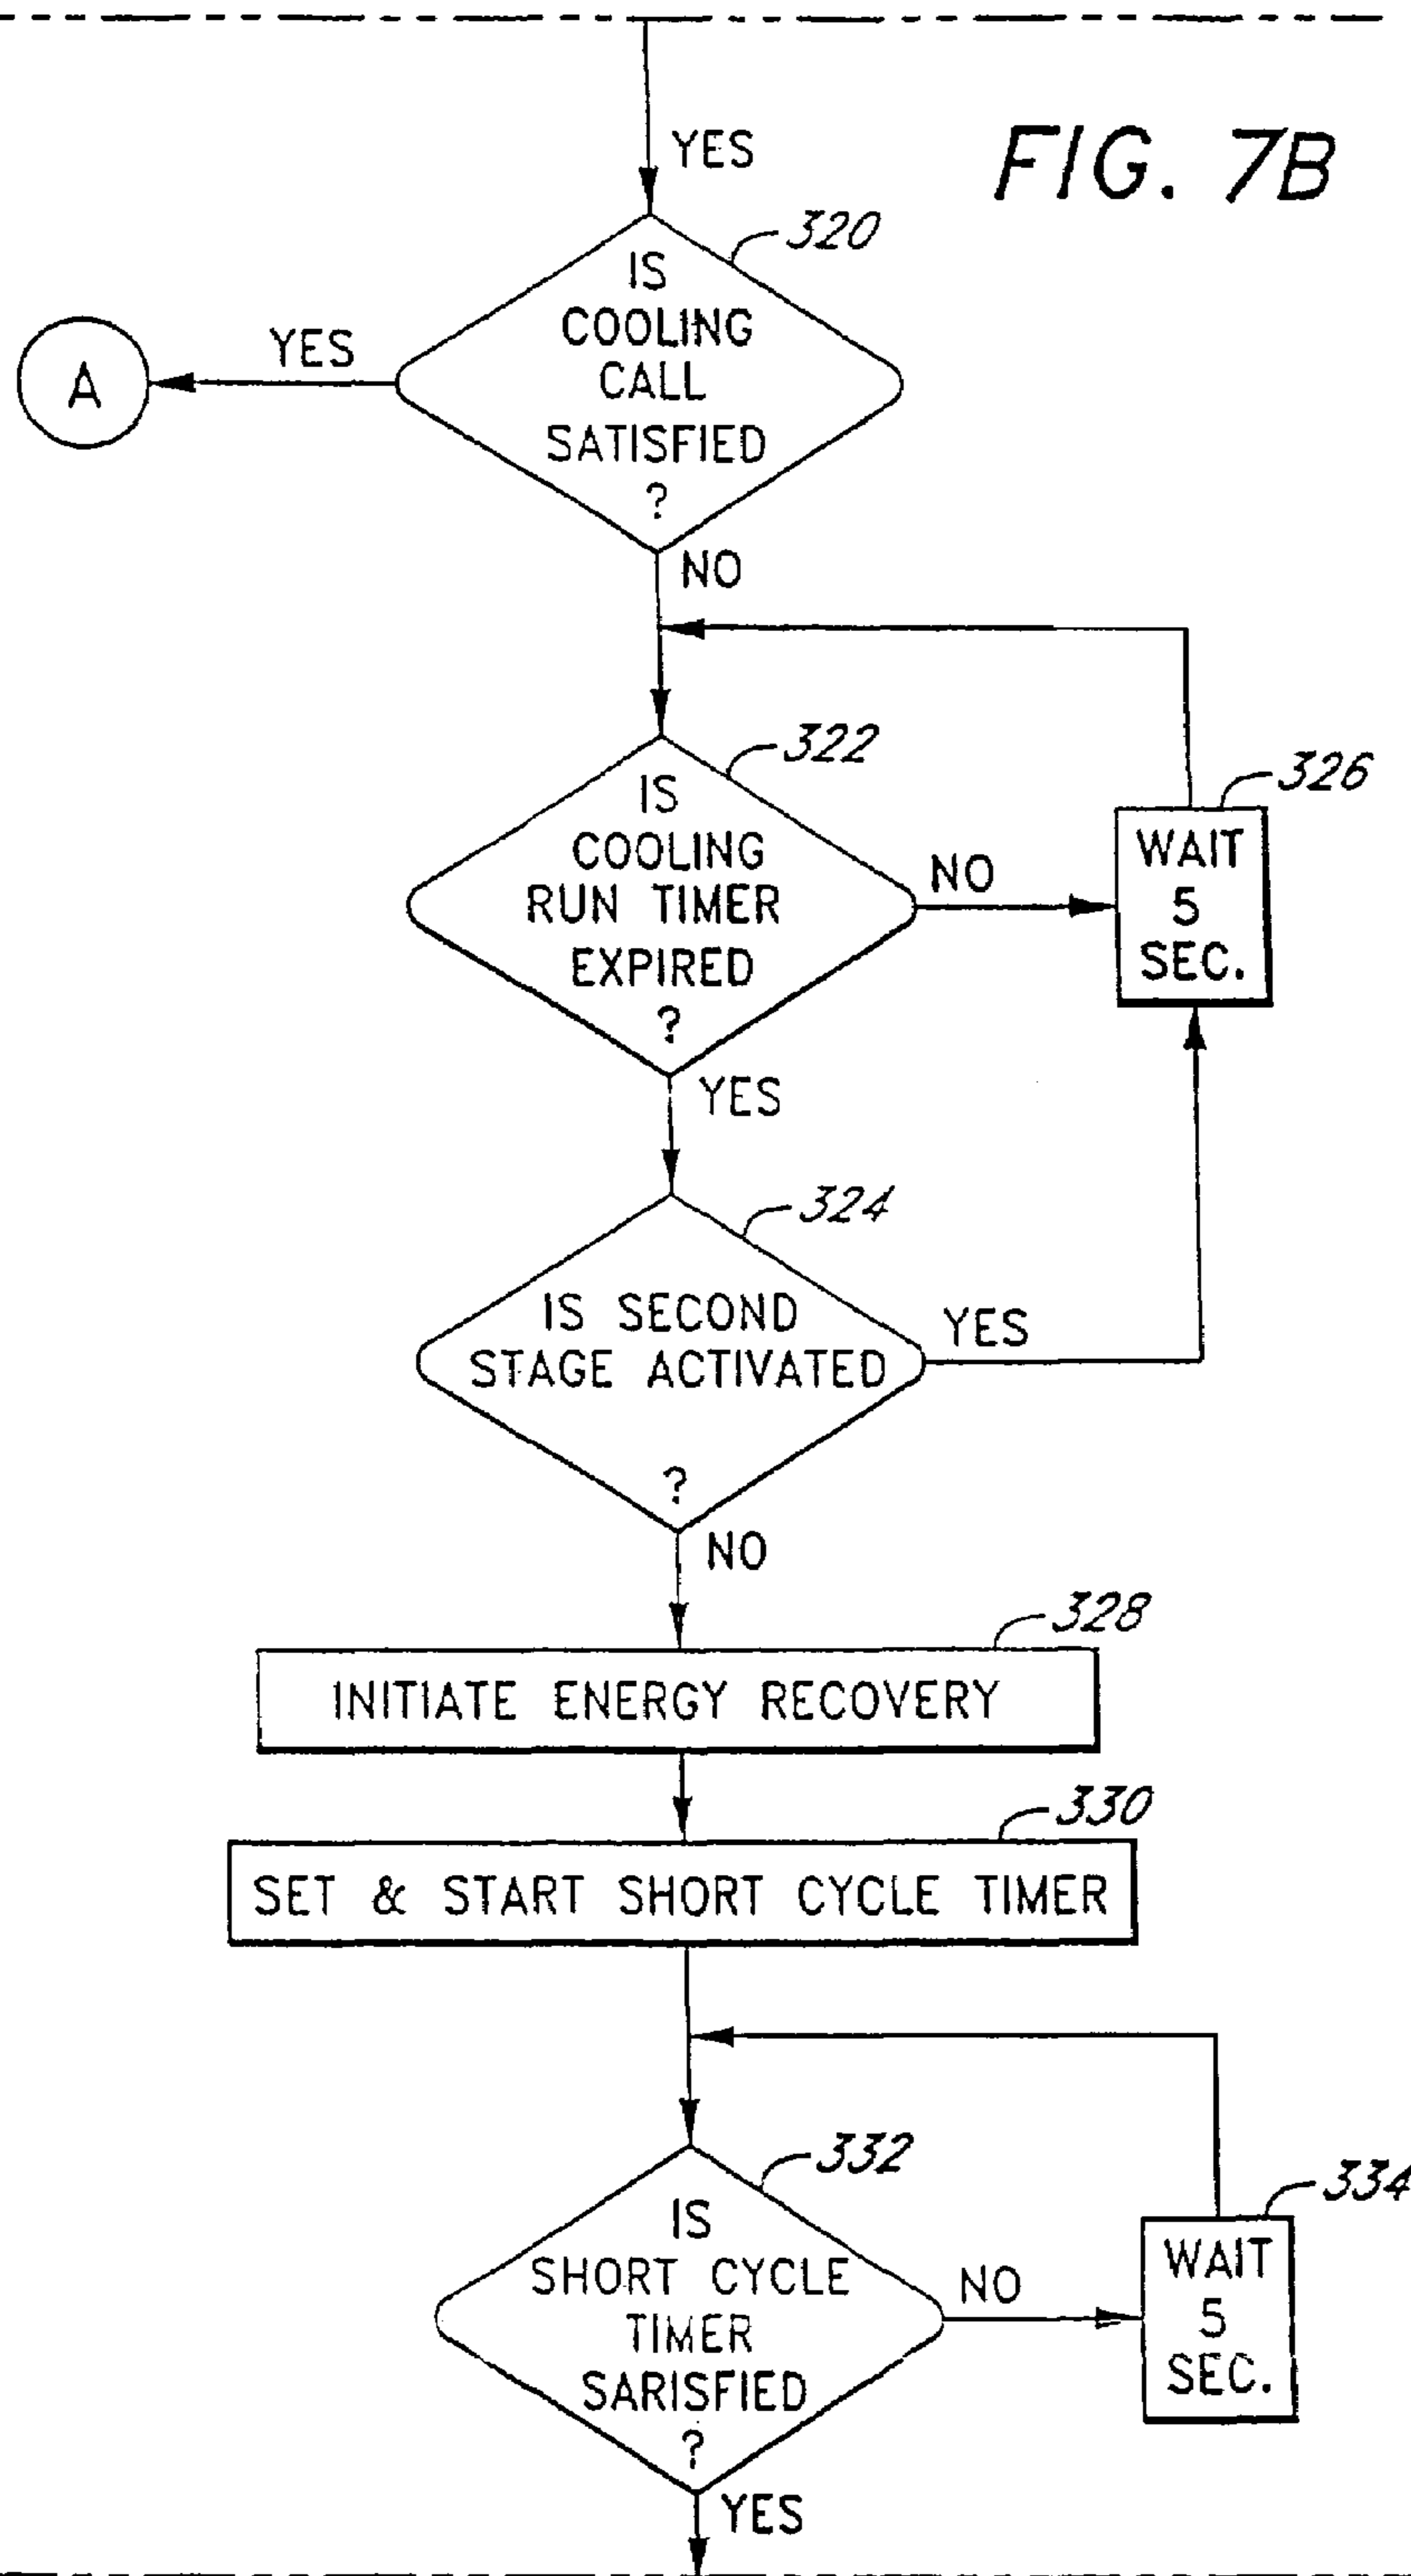 FIG. 7B
YES
320
IS
COOLING
CALL
SATISFIED
?
YES
A
NO
322
IS
COOLING
RUN TIMER
EXPIRED
?
NO
326
WAIT
5
SEC.
YES
324
IS SECOND
STAGE ACTIVATED
?
YES
NO
328
INITIATE ENERGY RECOVERY
330
SET & START SHORT CYCLE TIMER
332
IS
SHORT CYCLE
TIMER
SARISFIED
?
NO
334
WAIT
5
SEC.
YES